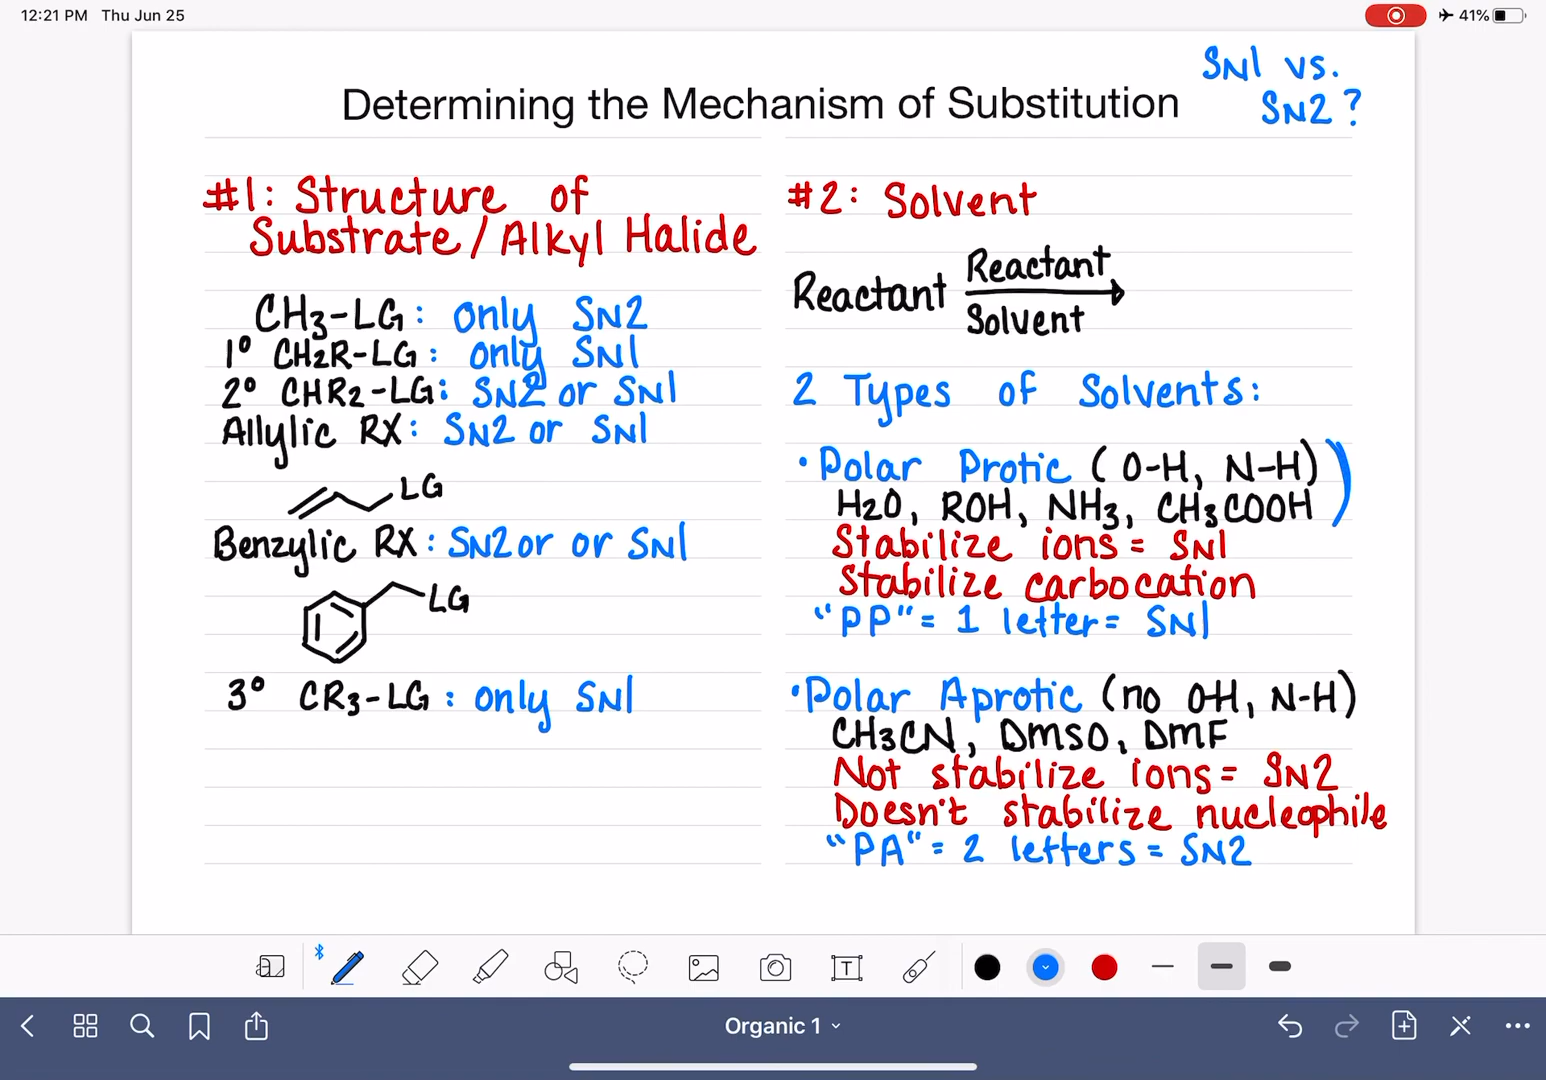 12:21 PM Thu Jun 25
41%
Determining the Mechanism of Substitution
SN1 vs.
SN2 ?
#1: Structure of
Substrate / Alkyl Halide
CH3-LG: only SN2
1° CH2R-LG: only SN1
2° CHR2-LG: SN2 or SN1
Allylic RX: SN2 or SN1
LG
Benzylic RX: SN2 or or SN1
LG
3° CR3-LG: only SN1
#2: Solvent
Reactant Reactant
Solvent
2 Types of Solvents:
• Polar Protic (O-H, N-H)
H2O, ROH, NH3, CH3COOH
Stabilize ions = SN1
Stabilize carbocation
"PP" = 1 letter = SN1
• Polar Aprotic (no OH, N-H)
CH3CN, DMSO, DMF
Not stabilize ions = SN2
Doesn't stabilize nucleophile
"PA" = 2 letters = SN2
T
Organic 1